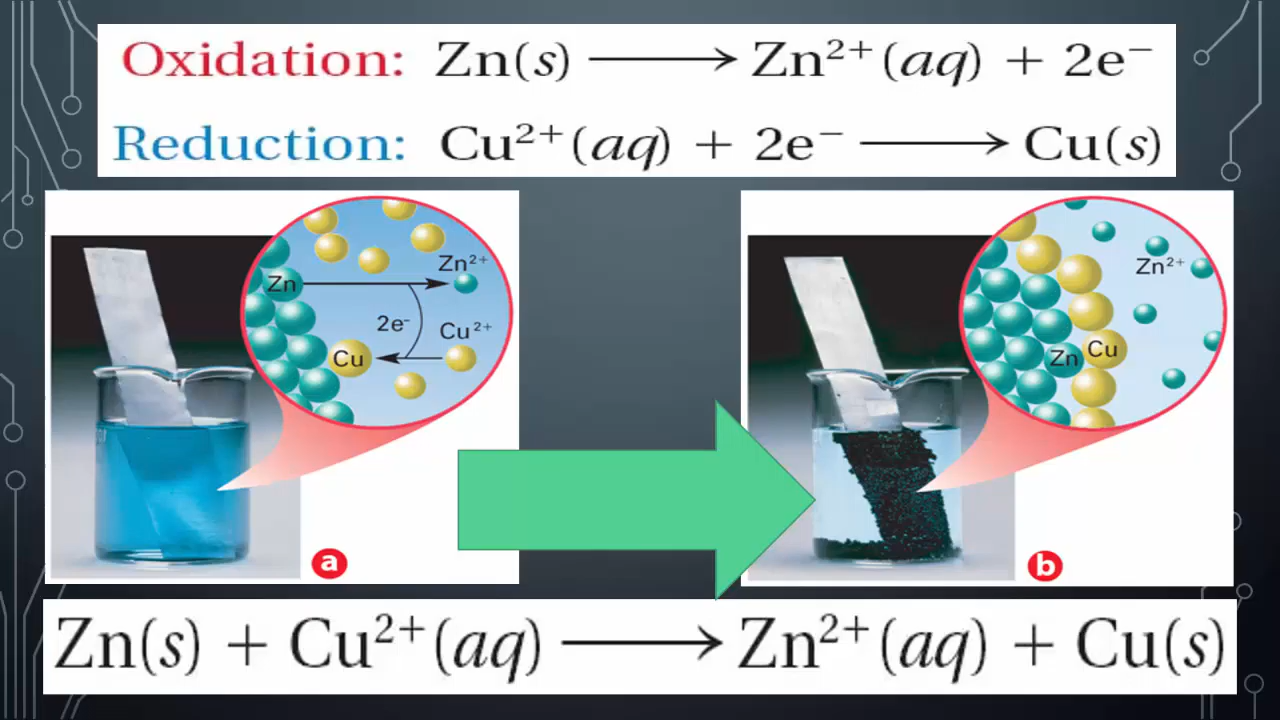 Oxidation: Zn(s) ⟶ Zn²⁺(aq) + 2e⁻
Reduction: Cu²⁺(aq) + 2e⁻ ⟶ Cu(s)
Zn
Zn²⁺
2e⁻
Cu²⁺
Cu
a
Zn²⁺
Zn
Cu
b
Zn(s) + Cu²⁺(aq) ⟶ Zn²⁺(aq) + Cu(s)